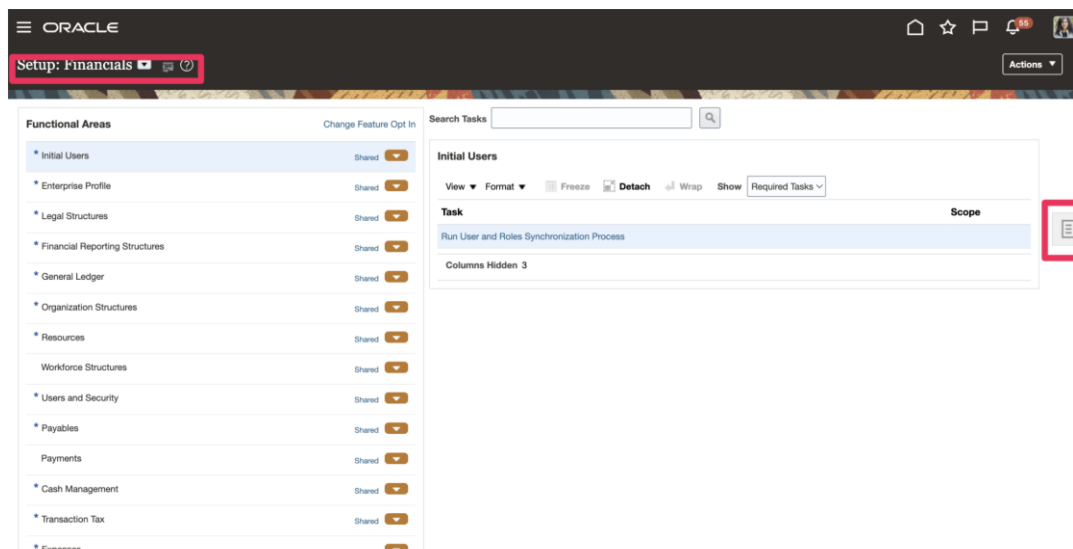 ORACLE
55
Setup: Financials
Actions
Functional Areas
Change Feature Opt In
* Initial Users Shared
* Enterprise Profile Shared
* Legal Structures Shared
* Financial Reporting Structures Shared
* General Ledger Shared
* Organization Structures Shared
* Resources Shared
Workforce Structures Shared
* Users and Security Shared
* Payables Shared
Payments Shared
* Cash Management Shared
* Transaction Tax Shared
* Expenses
Search Tasks
Initial Users
View Format Freeze Detach Wrap Show Required Tasks
Task Scope
Run User and Roles Synchronization Process
Columns Hidden 3